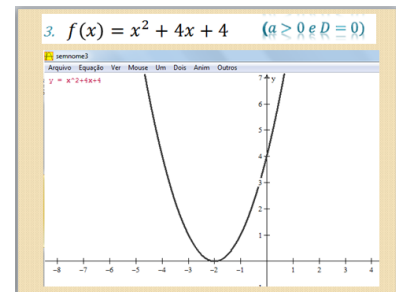 3. f(x) = x² + 4x + 4 (a > 0 e D = 0)
semnome3
Arquivo Equação Ver Mouse Um Dois Anim Outros
y = x^2+4x+4
7 y
6
5
4
3
2
1
-8 -7 -6 -5 -4 -3 -2 -1 1 2 3 4